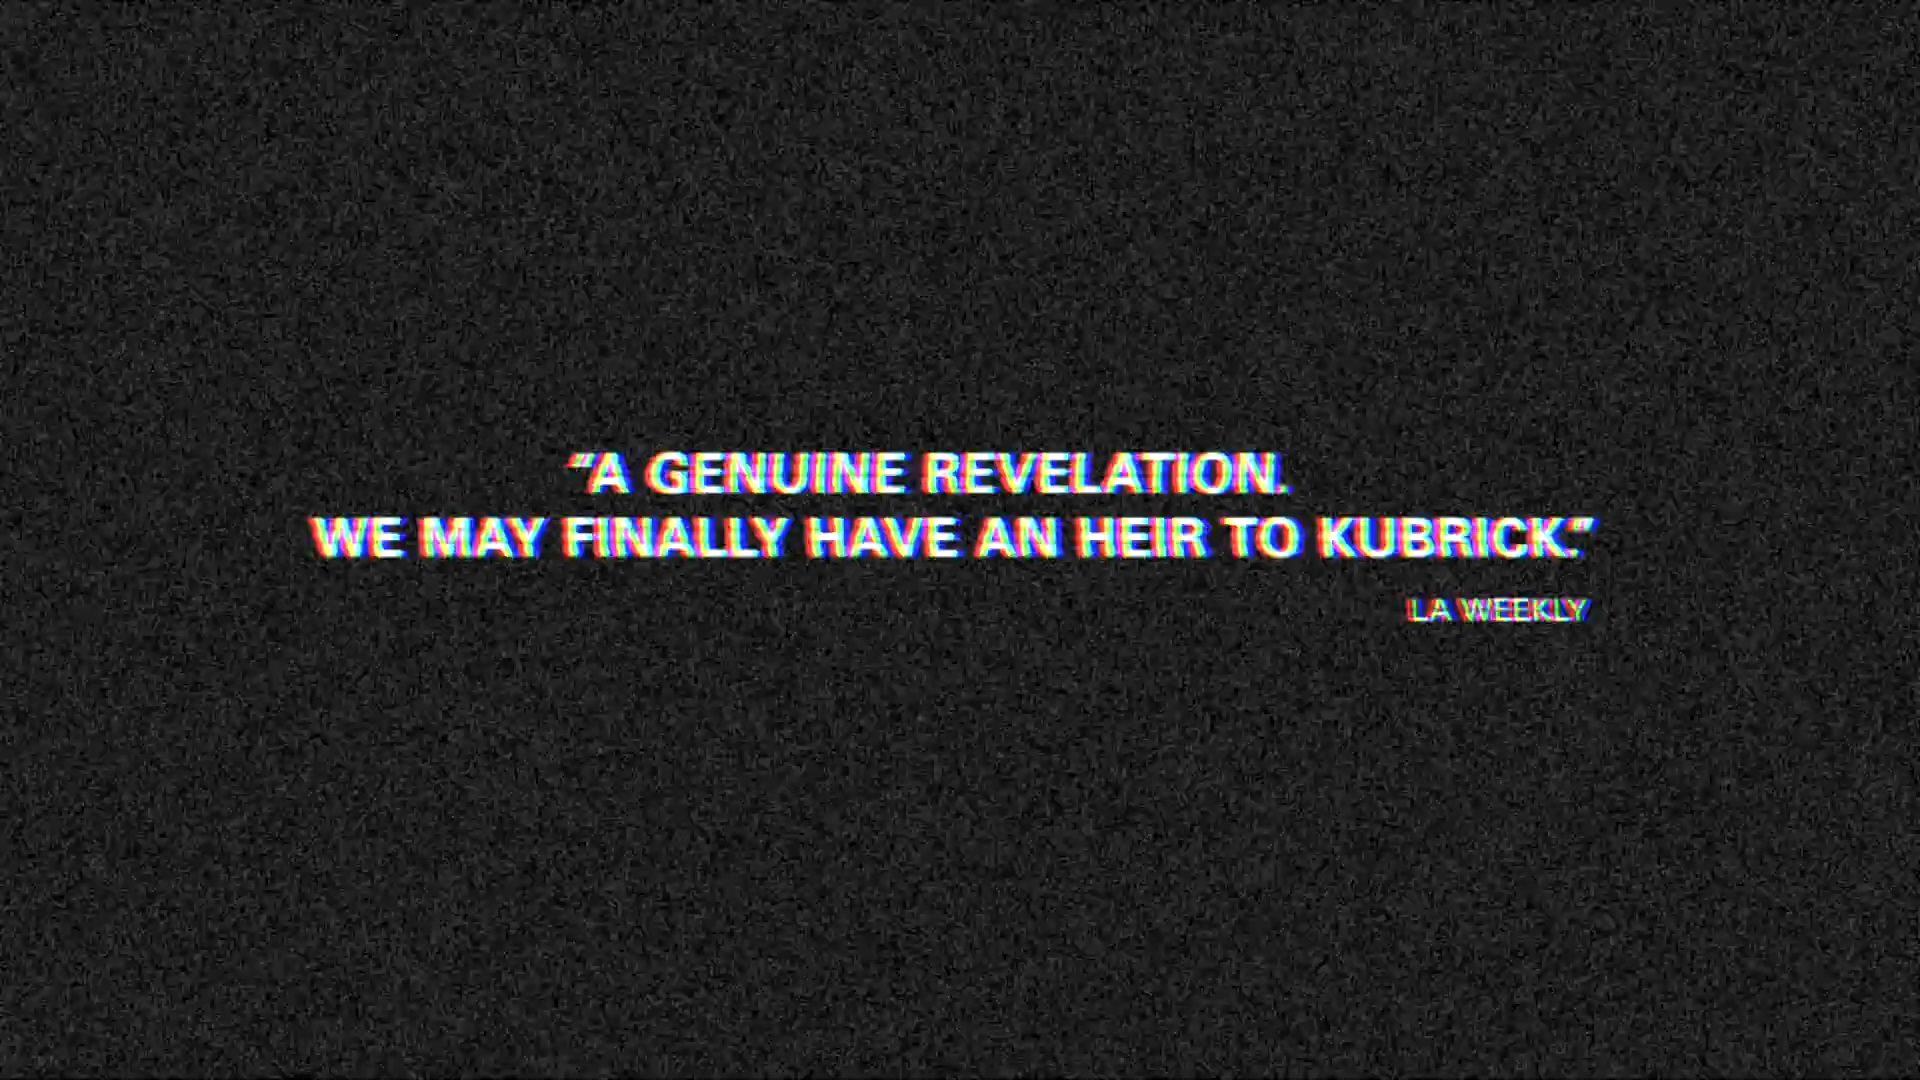 “A GENUINE REVELATION.
WE MAY FINALLY HAVE AN HEIR TO KUBRICK.”
LA WEEKLY